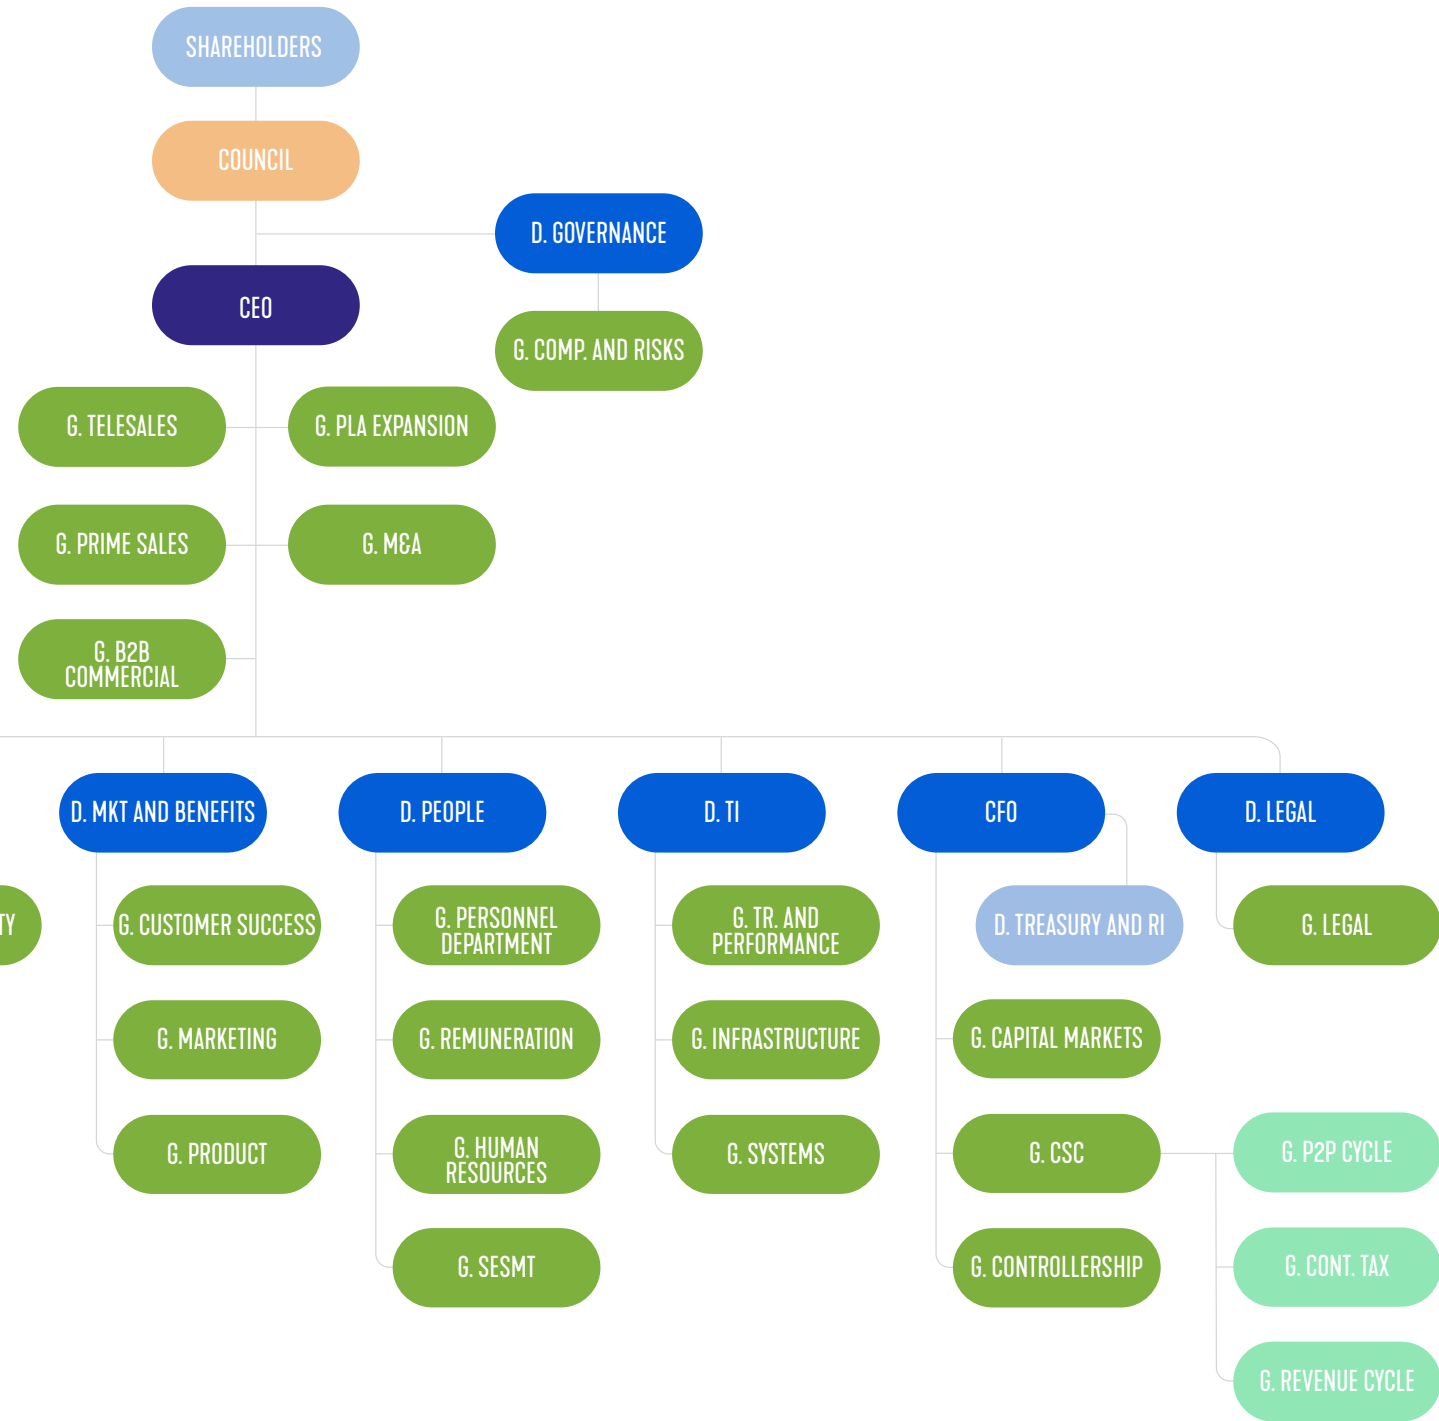 SHAREHOLDERS
COUNCIL
D. GOVERNANCE
CEO
G. COMP. AND RISKS
G. TELESALES
G. PLA EXPANSION
G. PRIME SALES
G. M&A
G. B2B
COMMERCIAL
D. MKT AND BENEFITS
D. PEOPLE
D. TI
CFO
D. LEGAL
TY
G. CUSTOMER SUCCESS
G. PERSONNEL
DEPARTMENT
G. TR. AND
PERFORMANCE
D. TREASURY AND RI
G. LEGAL
G. MARKETING
G. REMUNERATION
G. INFRASTRUCTURE
G. CAPITAL MARKETS
G. PRODUCT
G. HUMAN
RESOURCES
G. SYSTEMS
G. CSC
G. P2P CYCLE
G. SESMT
G. CONTROLLERSHIP
G. CONT. TAX
G. REVENUE CYCLE